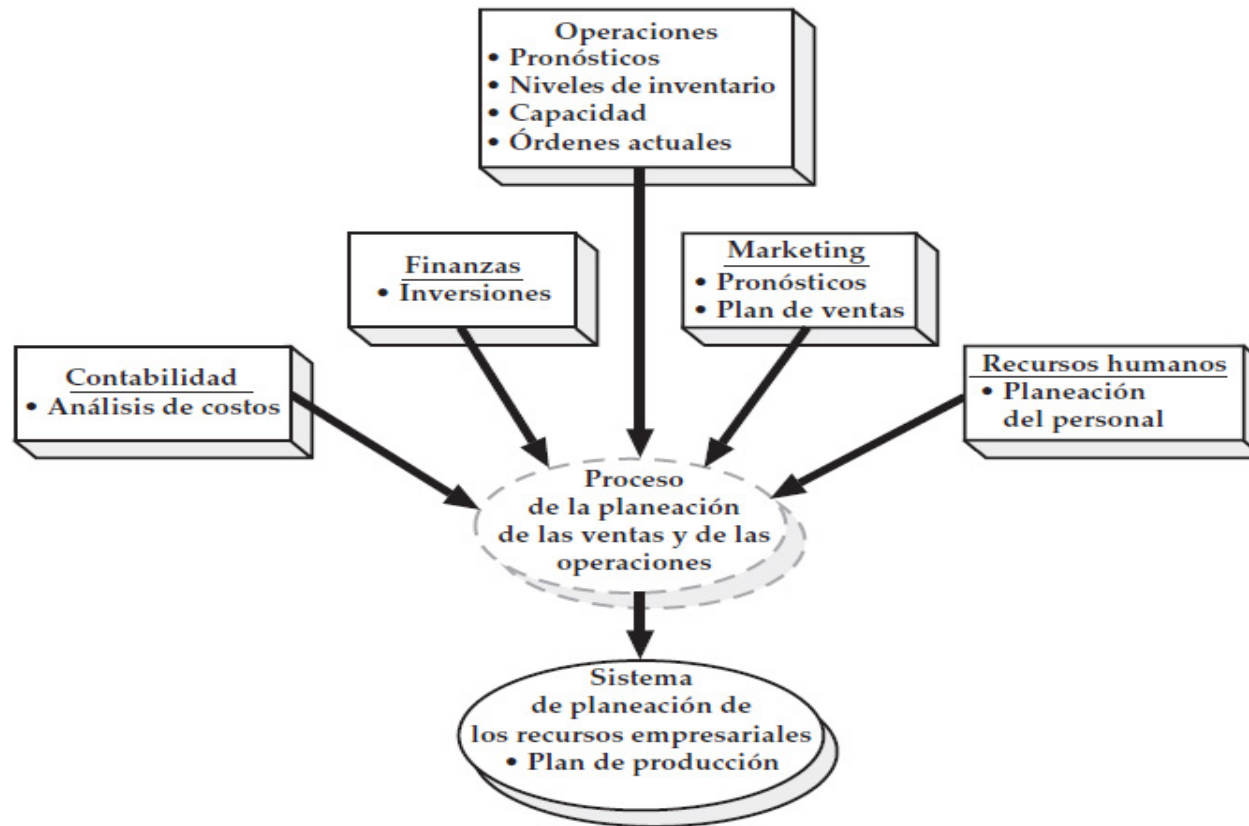 Operaciones
• Pronósticos
• Niveles de inventario
• Capacidad
• Órdenes actuales
Finanzas
• Inversiones
Marketing
• Pronósticos
• Plan de ventas
Contabilidad
• Análisis de costos
Recursos humanos
• Planeación
del personal
Proceso
de la planeación
de las ventas y de las
operaciones
Sistema
de planeación de
los recursos empresariales
• Plan de producción